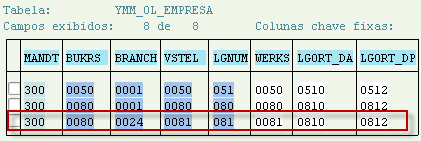 Tabela: YMM_OL_EMPRESA
Campos exibidos: 8 de 8 Colunas chave fixas:
MANDT BUKRS BRANCH VSTEL LGNUM WERKS LGORT_DA LGORT_DP
300 0050 0001 0050 051 0050 0510 0512
300 0080 0001 0080 080 0080 0810 0812
300 0080 0024 0081 081 0081 0810 0812